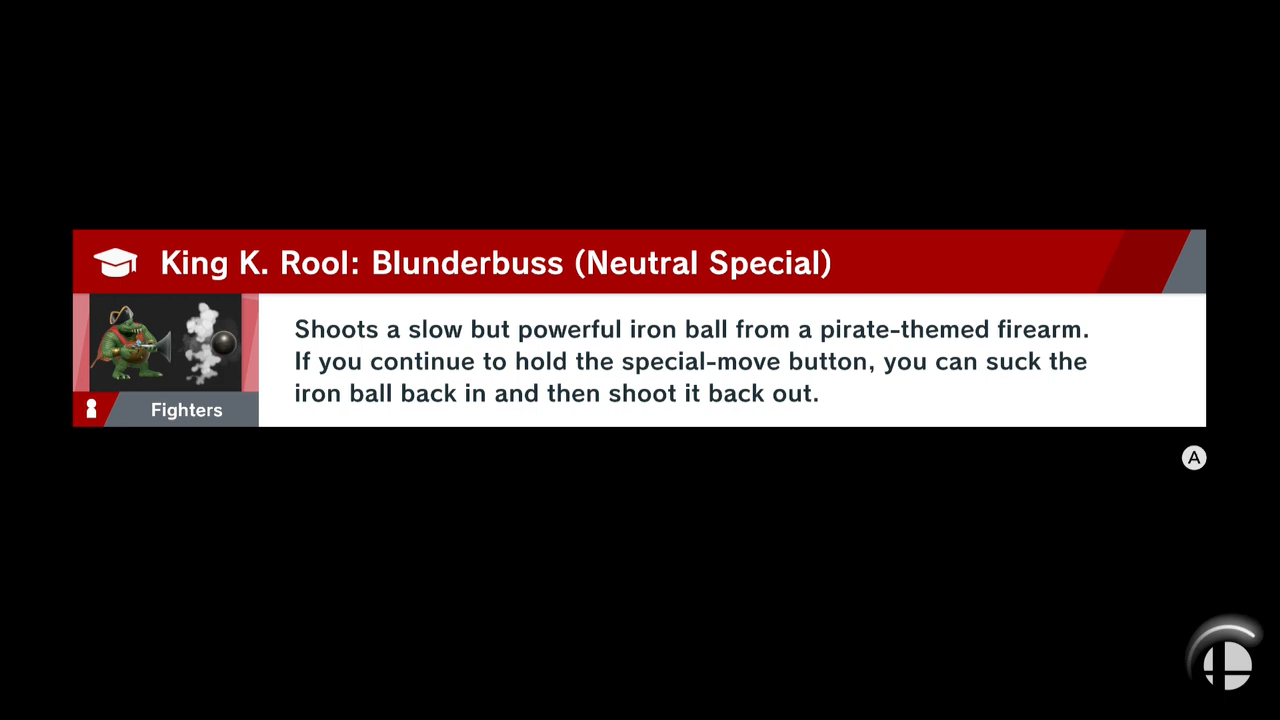 King K. Rool: Blunderbuss (Neutral Special)
Shoots a slow but powerful iron ball from a pirate-themed firearm.
If you continue to hold the special-move button, you can suck the
iron ball back in and then shoot it back out.
Fighters
A